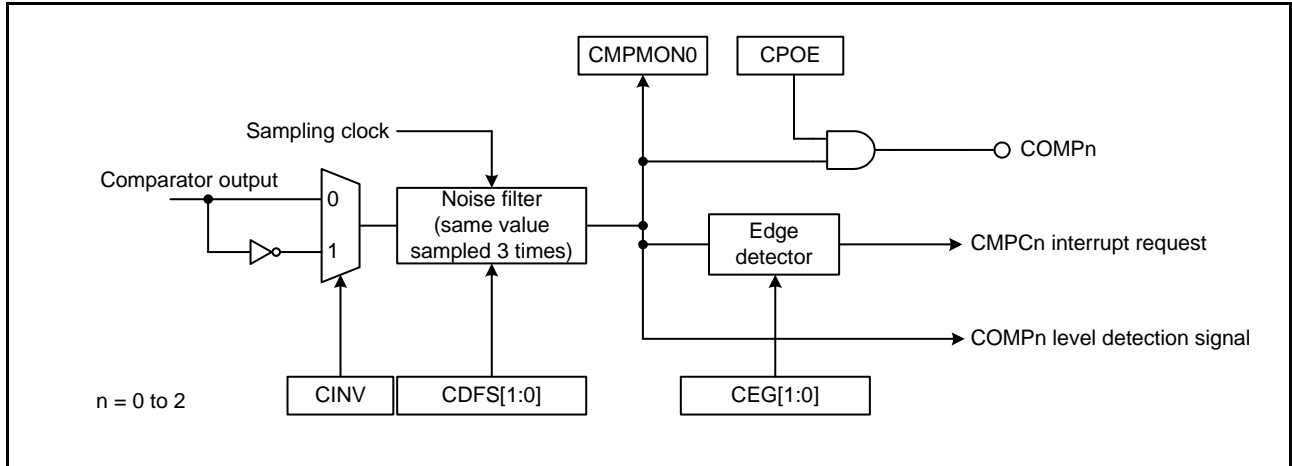 CMPMON0
CPOE
Sampling clock
COMPn
Comparator output
0
Noise filter
(same value
sampled 3 times)
1
Edge
detector
CMPCn interrupt request
COMPn level detection signal
n = 0 to 2
CINV
CDFS[1:0]
CEG[1:0]